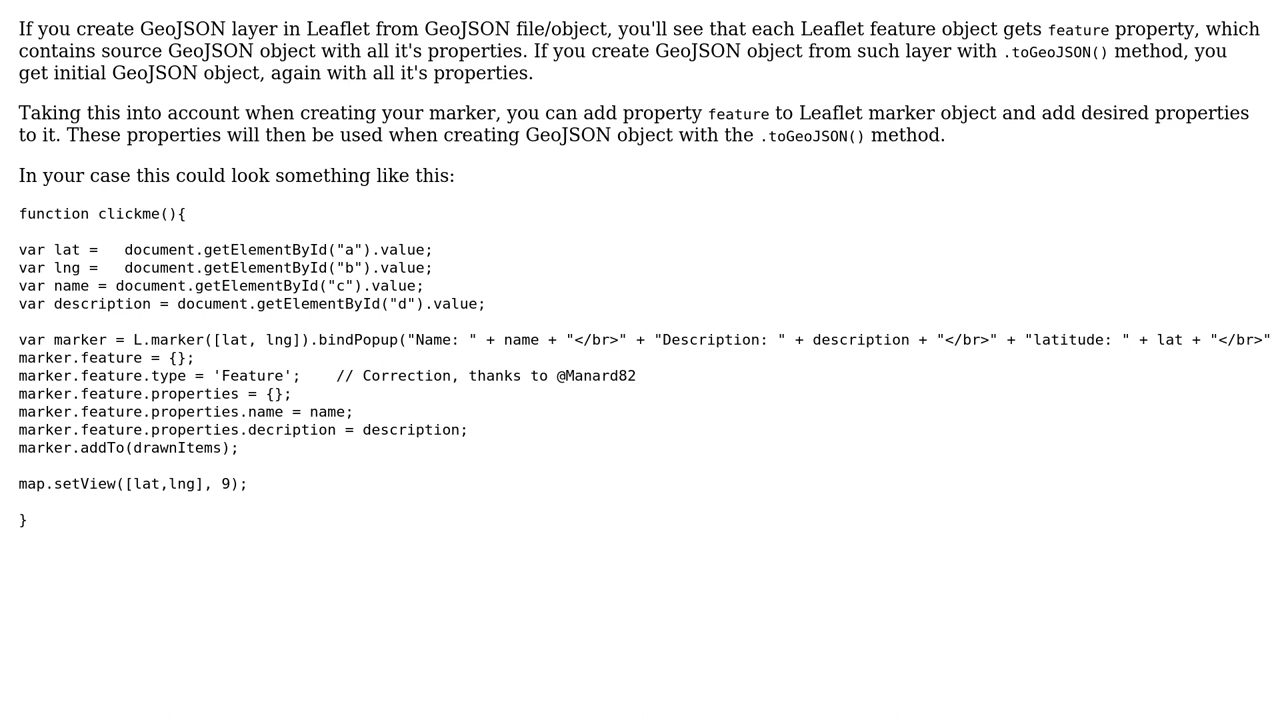 If you create GeoJSON layer in Leaflet from GeoJSON file/object, you'll see that each Leaflet feature object gets feature property, which
contains source GeoJSON object with all it's properties. If you create GeoJSON object from such layer with .toGeoJSON() method, you
get initial GeoJSON object, again with all it's properties.
Taking this into account when creating your marker, you can add property feature to Leaflet marker object and add desired properties
to it. These properties will then be used when creating GeoJSON object with the .toGeoJSON() method.
In your case this could look something like this:
function clickme(){
var lat =   document.getElementById("a").value;
var lng =   document.getElementById("b").value;
var name = document.getElementById("c").value;
var description = document.getElementById("d").value;
var marker = L.marker([lat, lng]).bindPopup("Name: " + name + "</br>" + "Description: " + description + "</br>" + "latitude: " + lat + "</br>"
marker.feature = {};
marker.feature.type = 'Feature';    // Correction, thanks to @Manard82
marker.feature.properties = {};
marker.feature.properties.name = name;
marker.feature.properties.decription = description;
marker.addTo(drawnItems);
map.setView([lat,lng], 9);
}